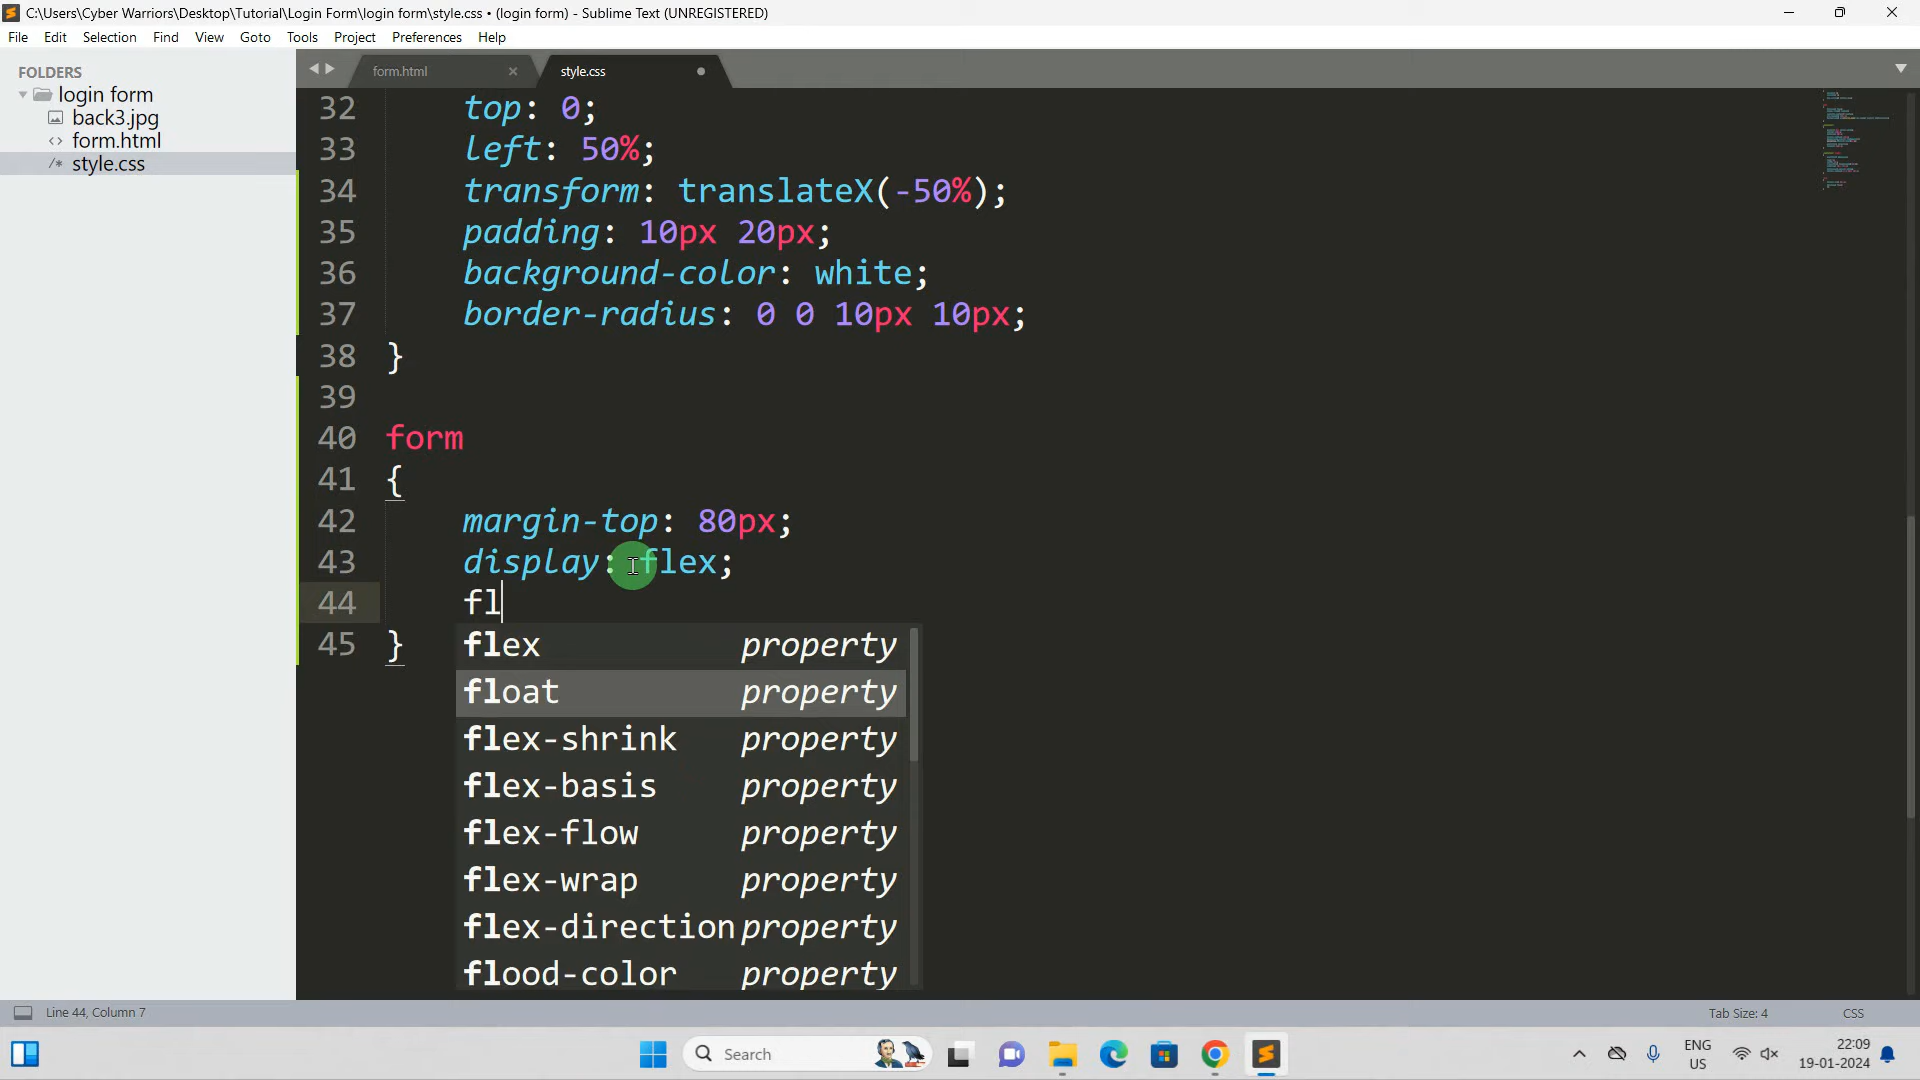 C:\Users\Cyber Warriors\Desktop\Tutorial\Login Form\login form\style.css • (login form) - Sublime Text (UNREGISTERED)
File Edit Selection Find View Goto Tools Project Preferences Help
FOLDERS
login form
back3.jpg
form.html
/* style.css
form.html
style.css
32 top: 0;
33 left: 50%;
34 transform: translateX(-50%);
35 padding: 10px 20px;
36 background-color: white;
37 border-radius: 0 0 10px 10px;
38 }
39
40 form
41 {
42 margin-top: 80px;
43 display: flex;
44 fl
45 }
flex property
float property
flex-shrink property
flex-basis property
flex-flow property
flex-wrap property
flex-direction property
flood-color property
Line 44, Column 7
Tab Size: 4
CSS
Search
ENG
US
22:09
19-01-2024